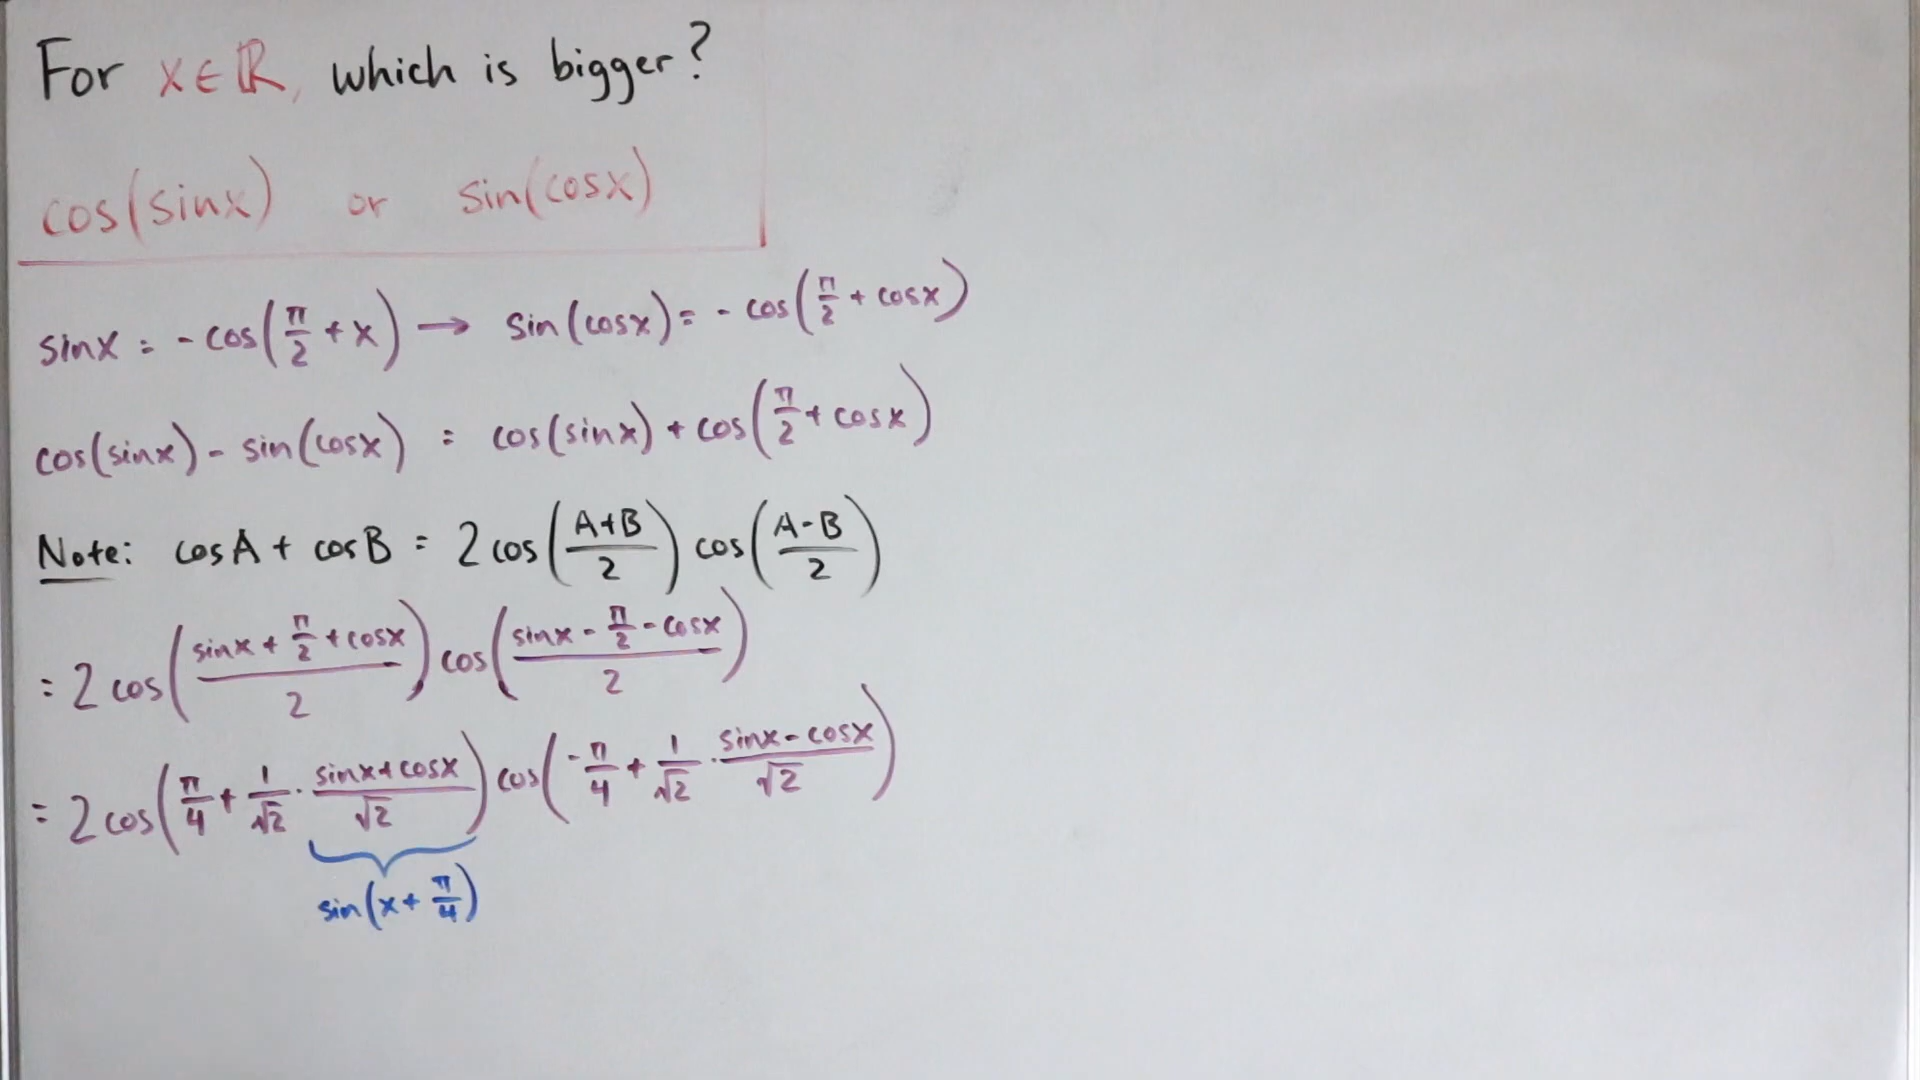 For x∈ℝ, which is bigger?
cos(sinx) or sin(cosx)
sinx = -cos(π/2 + x) → sin(cosx) = -cos(π/2 + cosx)
cos(sinx) - sin(cosx) = cos(sinx) + cos(π/2 + cosx)
Note: cosA + cosB = 2cos((A+B)/2) cos((A-B)/2)
= 2cos((sinx + π/2 + cosx)/2) cos((sinx - π/2 - cosx)/2)
= 2cos(π/4 + 1/√2 · (sinx+cosx)/√2) cos(-π/4 + 1/√2 · (sinx-cosx)/√2)
sin(x + π/4)